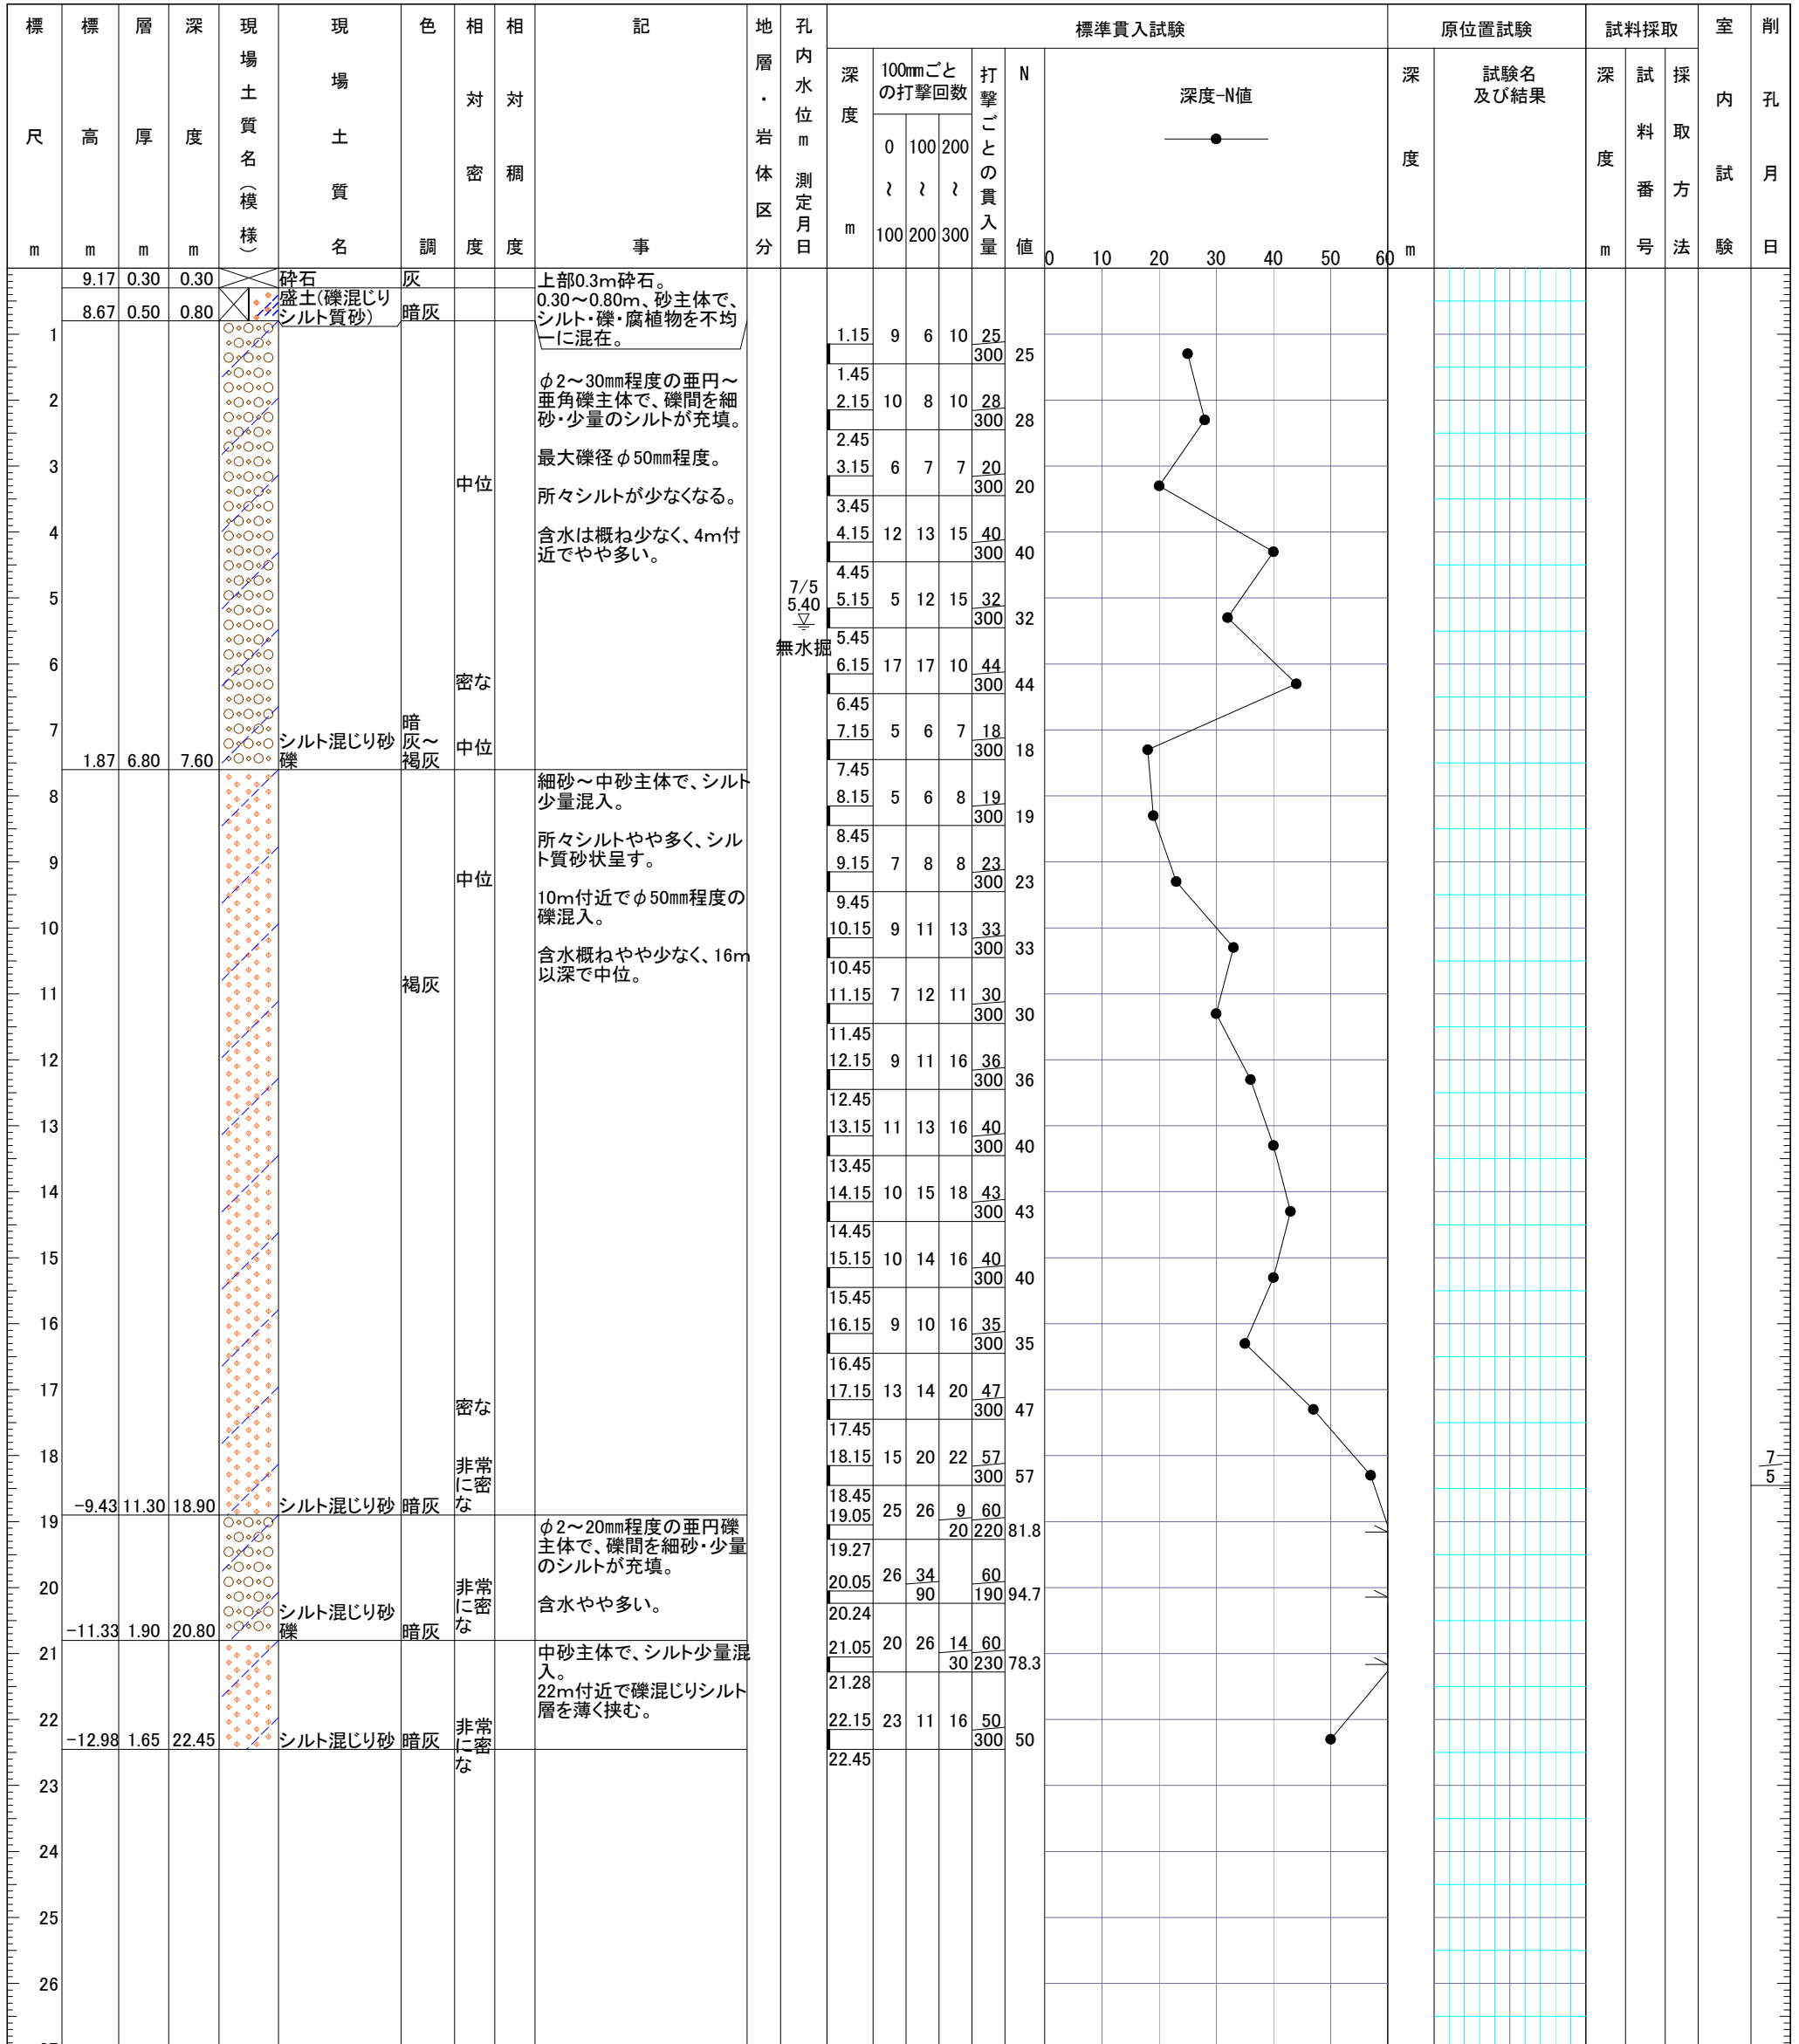 標尺 m
標高 m
層厚 m
深度 m
現場土質名(模様)
現場土質名
色調
相対密度
相対稠度
記事
地層・岩体区分
孔内水位m 測定月日
標準貫入試験
深度 m
100㎜ごと
の打撃回数
0 ~ 100
100 ~ 200
200 ~ 300
打撃ごとの貫入量
N値
深度-N値
0 10 20 30 40 50 60
原位置試験
深度 m
試験名
及び結果
試料採取
深度 m
試料番号
採取方法
室内試験
削孔月日
9.17 0.30 0.30 砕石 灰
上部0.3m砕石。
8.67 0.50 0.80
盛土(礫混じり
シルト質砂)
暗灰
0.30~0.80m、砂主体で、
シルト・礫・腐植物を不均
一に混在。
φ2~30㎜程度の亜円~
亜角礫主体で、礫間を細
砂・少量のシルトが充填。
最大礫径φ50㎜程度。
所々シルトが少なくなる。
含水は概ね少なく、4m付
近でやや多い。
中位
密な
中位
1.87 6.80 7.60
シルト混じり砂
礫
暗
灰~
褐灰
細砂~中砂主体で、シルト
少量混入。
所々シルトやや多く、シル
ト質砂状呈す。
10m付近でφ50㎜程度の
礫混入。
含水概ねやや少なく、16m
以深で中位。
中位
褐灰
密な
非常
に密
な
-9.43 11.30 18.90 シルト混じり砂 暗灰
φ2~20㎜程度の亜円礫
主体で、礫間を細砂・少量
のシルトが充填。
含水やや多い。
非常
に密
な
-11.33 1.90 20.80
シルト混じり砂
礫
暗灰
中砂主体で、シルト少量混
入。
22m付近で礫混じりシルト
層を薄く挟む。
非常
に密
な
-12.98 1.65 22.45 シルト混じり砂 暗灰
7/5
5.40
無水掘
1
2
3
4
5
6
7
8
9
10
11
12
13
14
15
16
17
18
19
20
21
22
23
24
25
26
1.15 9 6 10 25
300 25
1.45
2.15 10 8 10 28
300 28
2.45
3.15 6 7 7 20
300 20
3.45
4.15 12 13 15 40
300 40
4.45
5.15 5 12 15 32
300 32
5.45
6.15 17 17 10 44
300 44
6.45
7.15 5 6 7 18
300 18
7.45
8.15 5 6 8 19
300 19
8.45
9.15 7 8 8 23
300 23
9.45
10.15 9 11 13 33
300 33
10.45
11.15 7 12 11 30
300 30
11.45
12.15 9 11 16 36
300 36
12.45
13.15 11 13 16 40
300 40
13.45
14.15 10 15 18 43
300 43
14.45
15.15 10 14 16 40
300 40
15.45
16.15 9 10 16 35
300 35
16.45
17.15 13 14 20 47
300 47
17.45
18.15 15 20 22 57
300 57
18.45
19.05 25 26 9 60
20 220 81.8
19.27
20.05 26 34 60
90 190 94.7
20.24
21.05 20 26 14 60
30 230 78.3
21.28
22.15 23 11 16 50
300 50
22.45
7
5